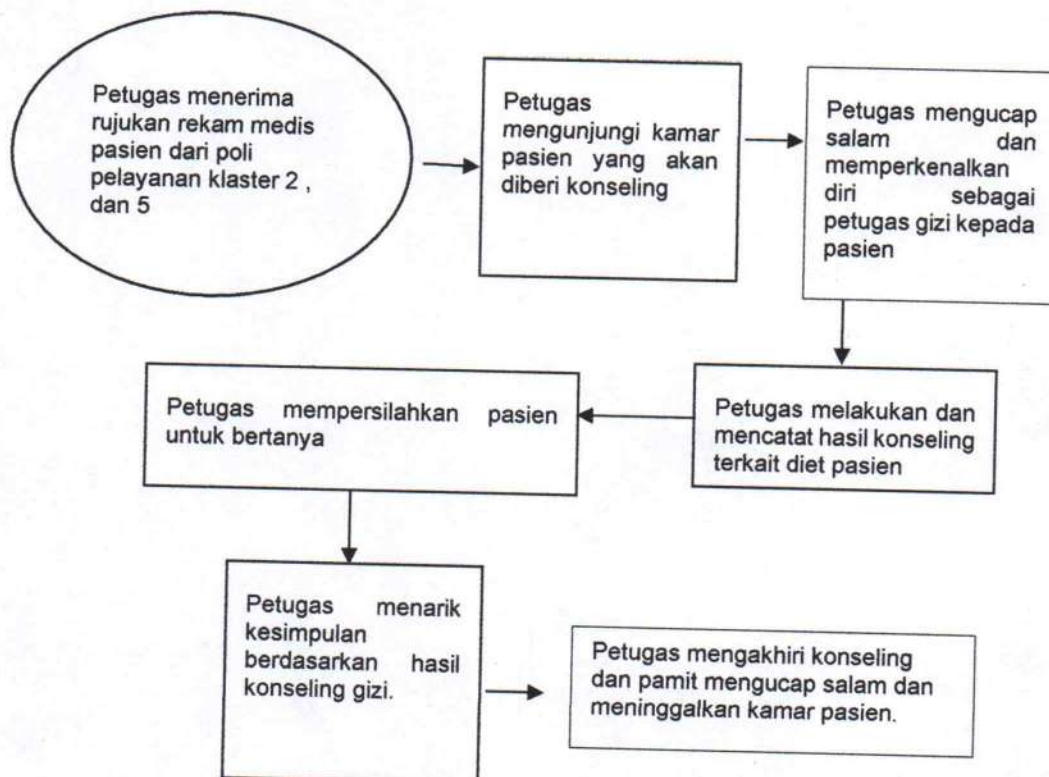 Petugas menerima
rujukan rekam medis
pasien dari poli
pelayanan klaster 2 ,
dan 5
Petugas
mengunjungi kamar
pasien yang akan
diberi konseling
Petugas mengucap
salam dan
memperkenalkan
diri sebagai
petugas gizi kepada
pasien
Petugas melakukan dan
mencatat hasil konseling
terkait diet pasien
Petugas mempersilahkan pasien
untuk bertanya
Petugas menarik
kesimpulan
berdasarkan hasil
konseling gizi.
Petugas mengakhiri konseling
dan pamit mengucap salam dan
meninggalkan kamar pasien.